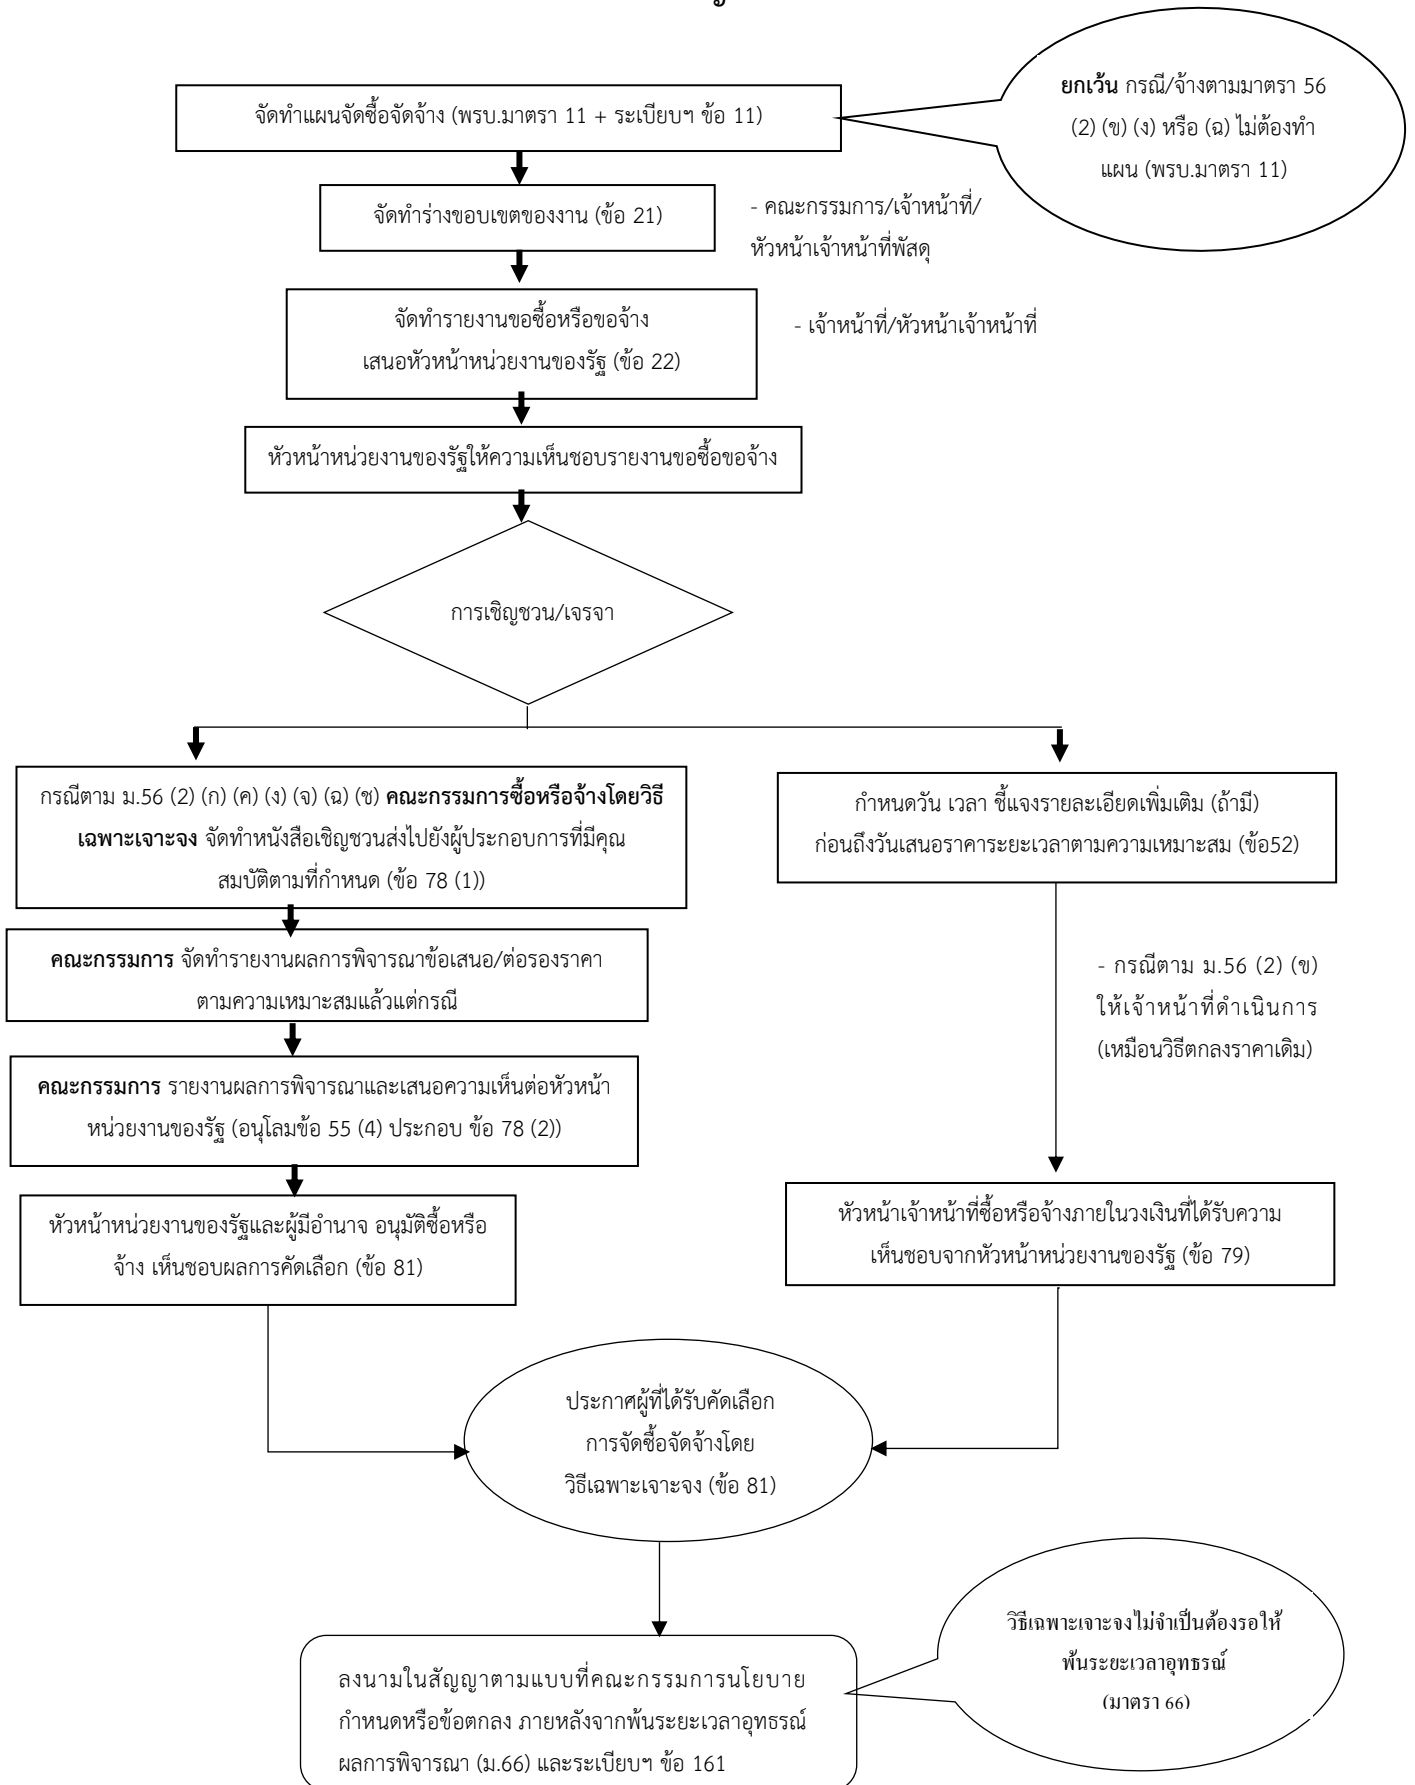 จัดทำแผนจัดซื้อจัดจ้าง (พรบ.มาตรา 11 + ระเบียบฯ ข้อ 11)
ยกเว้น กรณี/จ้างตามมาตรา 56
(2) (ข) (ง) หรือ (ฉ) ไม่ต้องทำ
แผน (พรบ.มาตรา 11)
จัดทำร่างขอบเขตของงาน (ข้อ 21)
- คณะกรรมการ/เจ้าหน้าที่/
หัวหน้าเจ้าหน้าที่พัสดุ
จัดทำรายงานขอซื้อหรือขอจ้าง
เสนอหัวหน้าหน่วยงานของรัฐ (ข้อ 22)
- เจ้าหน้าที่/หัวหน้าเจ้าหน้าที่
หัวหน้าหน่วยงานของรัฐให้ความเห็นชอบรายงานขอซื้อขอจ้าง
การเชิญชวน/เจรจา
กรณีตาม ม.56 (2) (ก) (ค) (ง) (จ) (ฉ) (ช) คณะกรรมการซื้อหรือจ้างโดยวิธี
เฉพาะเจาะจง จัดทำหนังสือเชิญชวนส่งไปยังผู้ประกอบการที่มีคุณ
สมบัติตามที่กำหนด (ข้อ 78 (1))
กำหนดวัน เวลา ชี้แจงรายละเอียดเพิ่มเติม (ถ้ามี)
ก่อนถึงวันเสนอราคาระยะเวลาตามความเหมาะสม (ข้อ52)
คณะกรรมการ จัดทำรายงานผลการพิจารณาข้อเสนอ/ต่อรองราคา
ตามความเหมาะสมแล้วแต่กรณี
- กรณีตาม ม.56 (2) (ข)
ให้เจ้าหน้าที่ดำเนินการ
(เหมือนวิธีตกลงราคาเดิม)
คณะกรรมการ รายงานผลการพิจารณาและเสนอความเห็นต่อหัวหน้า
หน่วยงานของรัฐ (อนุโลมข้อ 55 (4) ประกอบ ข้อ 78 (2))
หัวหน้าหน่วยงานของรัฐและผู้มีอำนาจ อนุมัติซื้อหรือ
จ้าง เห็นชอบผลการคัดเลือก (ข้อ 81)
หัวหน้าเจ้าหน้าที่ซื้อหรือจ้างภายในวงเงินที่ได้รับความ
เห็นชอบจากหัวหน้าหน่วยงานของรัฐ (ข้อ 79)
ประกาศผู้ที่ได้รับคัดเลือก
การจัดซื้อจัดจ้างโดย
วิธีเฉพาะเจาะจง (ข้อ 81)
วิธีเฉพาะเจาะจงไม่จำเป็นต้องรอให้
พ้นระยะเวลาอุทธรณ์
(มาตรา 66)
ลงนามในสัญญาตามแบบที่คณะกรรมการนโยบาย
กำหนดหรือข้อตกลง ภายหลังจากพ้นระยะเวลาอุทธรณ์
ผลการพิจารณา (ม.66) และระเบียบฯ ข้อ 161